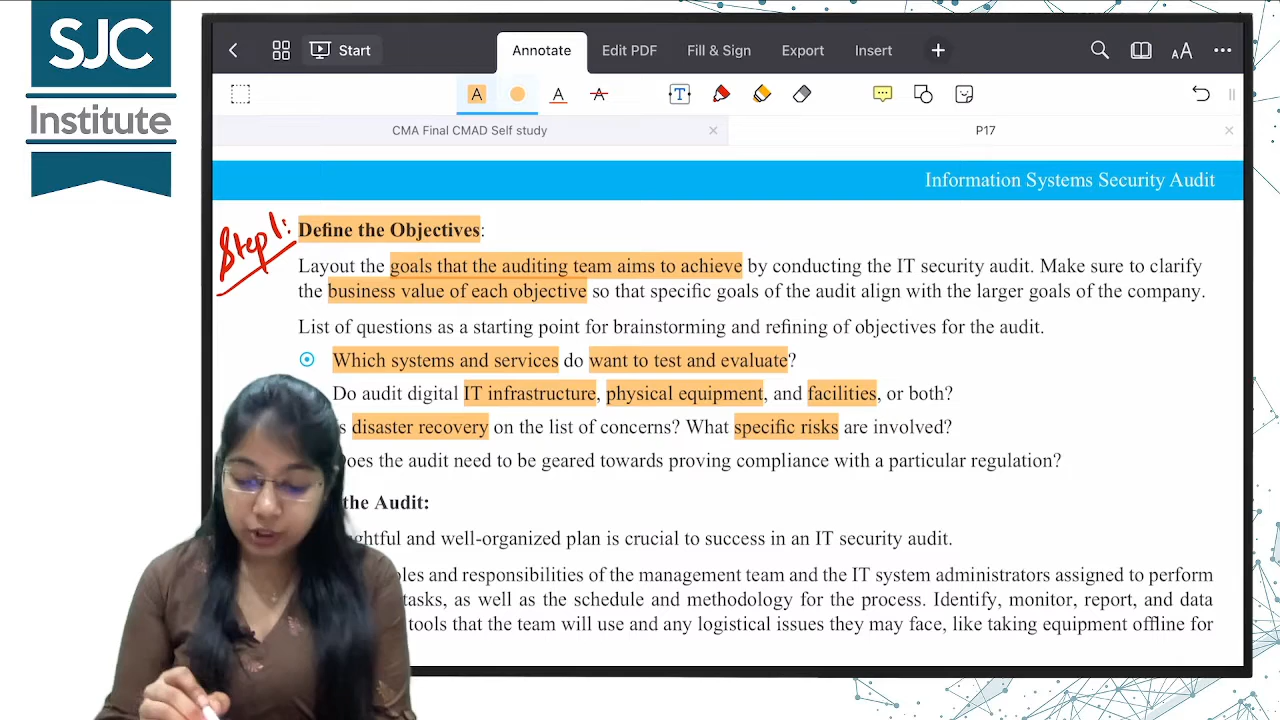 SJC
Institute
Start
Annotate
Edit PDF
Fill & Sign
Export
Insert
CMA Final CMAD Self study
P17
Information Systems Security Audit
Step 1:
Define the Objectives:
Layout the goals that the auditing team aims to achieve by conducting the IT security audit. Make sure to clarify
the business value of each objective so that specific goals of the audit align with the larger goals of the company.
List of questions as a starting point for brainstorming and refining of objectives for the audit.
Which systems and services do want to test and evaluate?
Do audit digital IT infrastructure, physical equipment, and facilities, or both?
disaster recovery on the list of concerns? What specific risks are involved?
the audit need to be geared towards proving compliance with a particular regulation?
the Audit:
and well-organized plan is crucial to success in an IT security audit.
and responsibilities of the management team and the IT system administrators assigned to perform
tasks, as well as the schedule and methodology for the process. Identify, monitor, report, and data
tools that the team will use and any logistical issues they may face, like taking equipment offline for